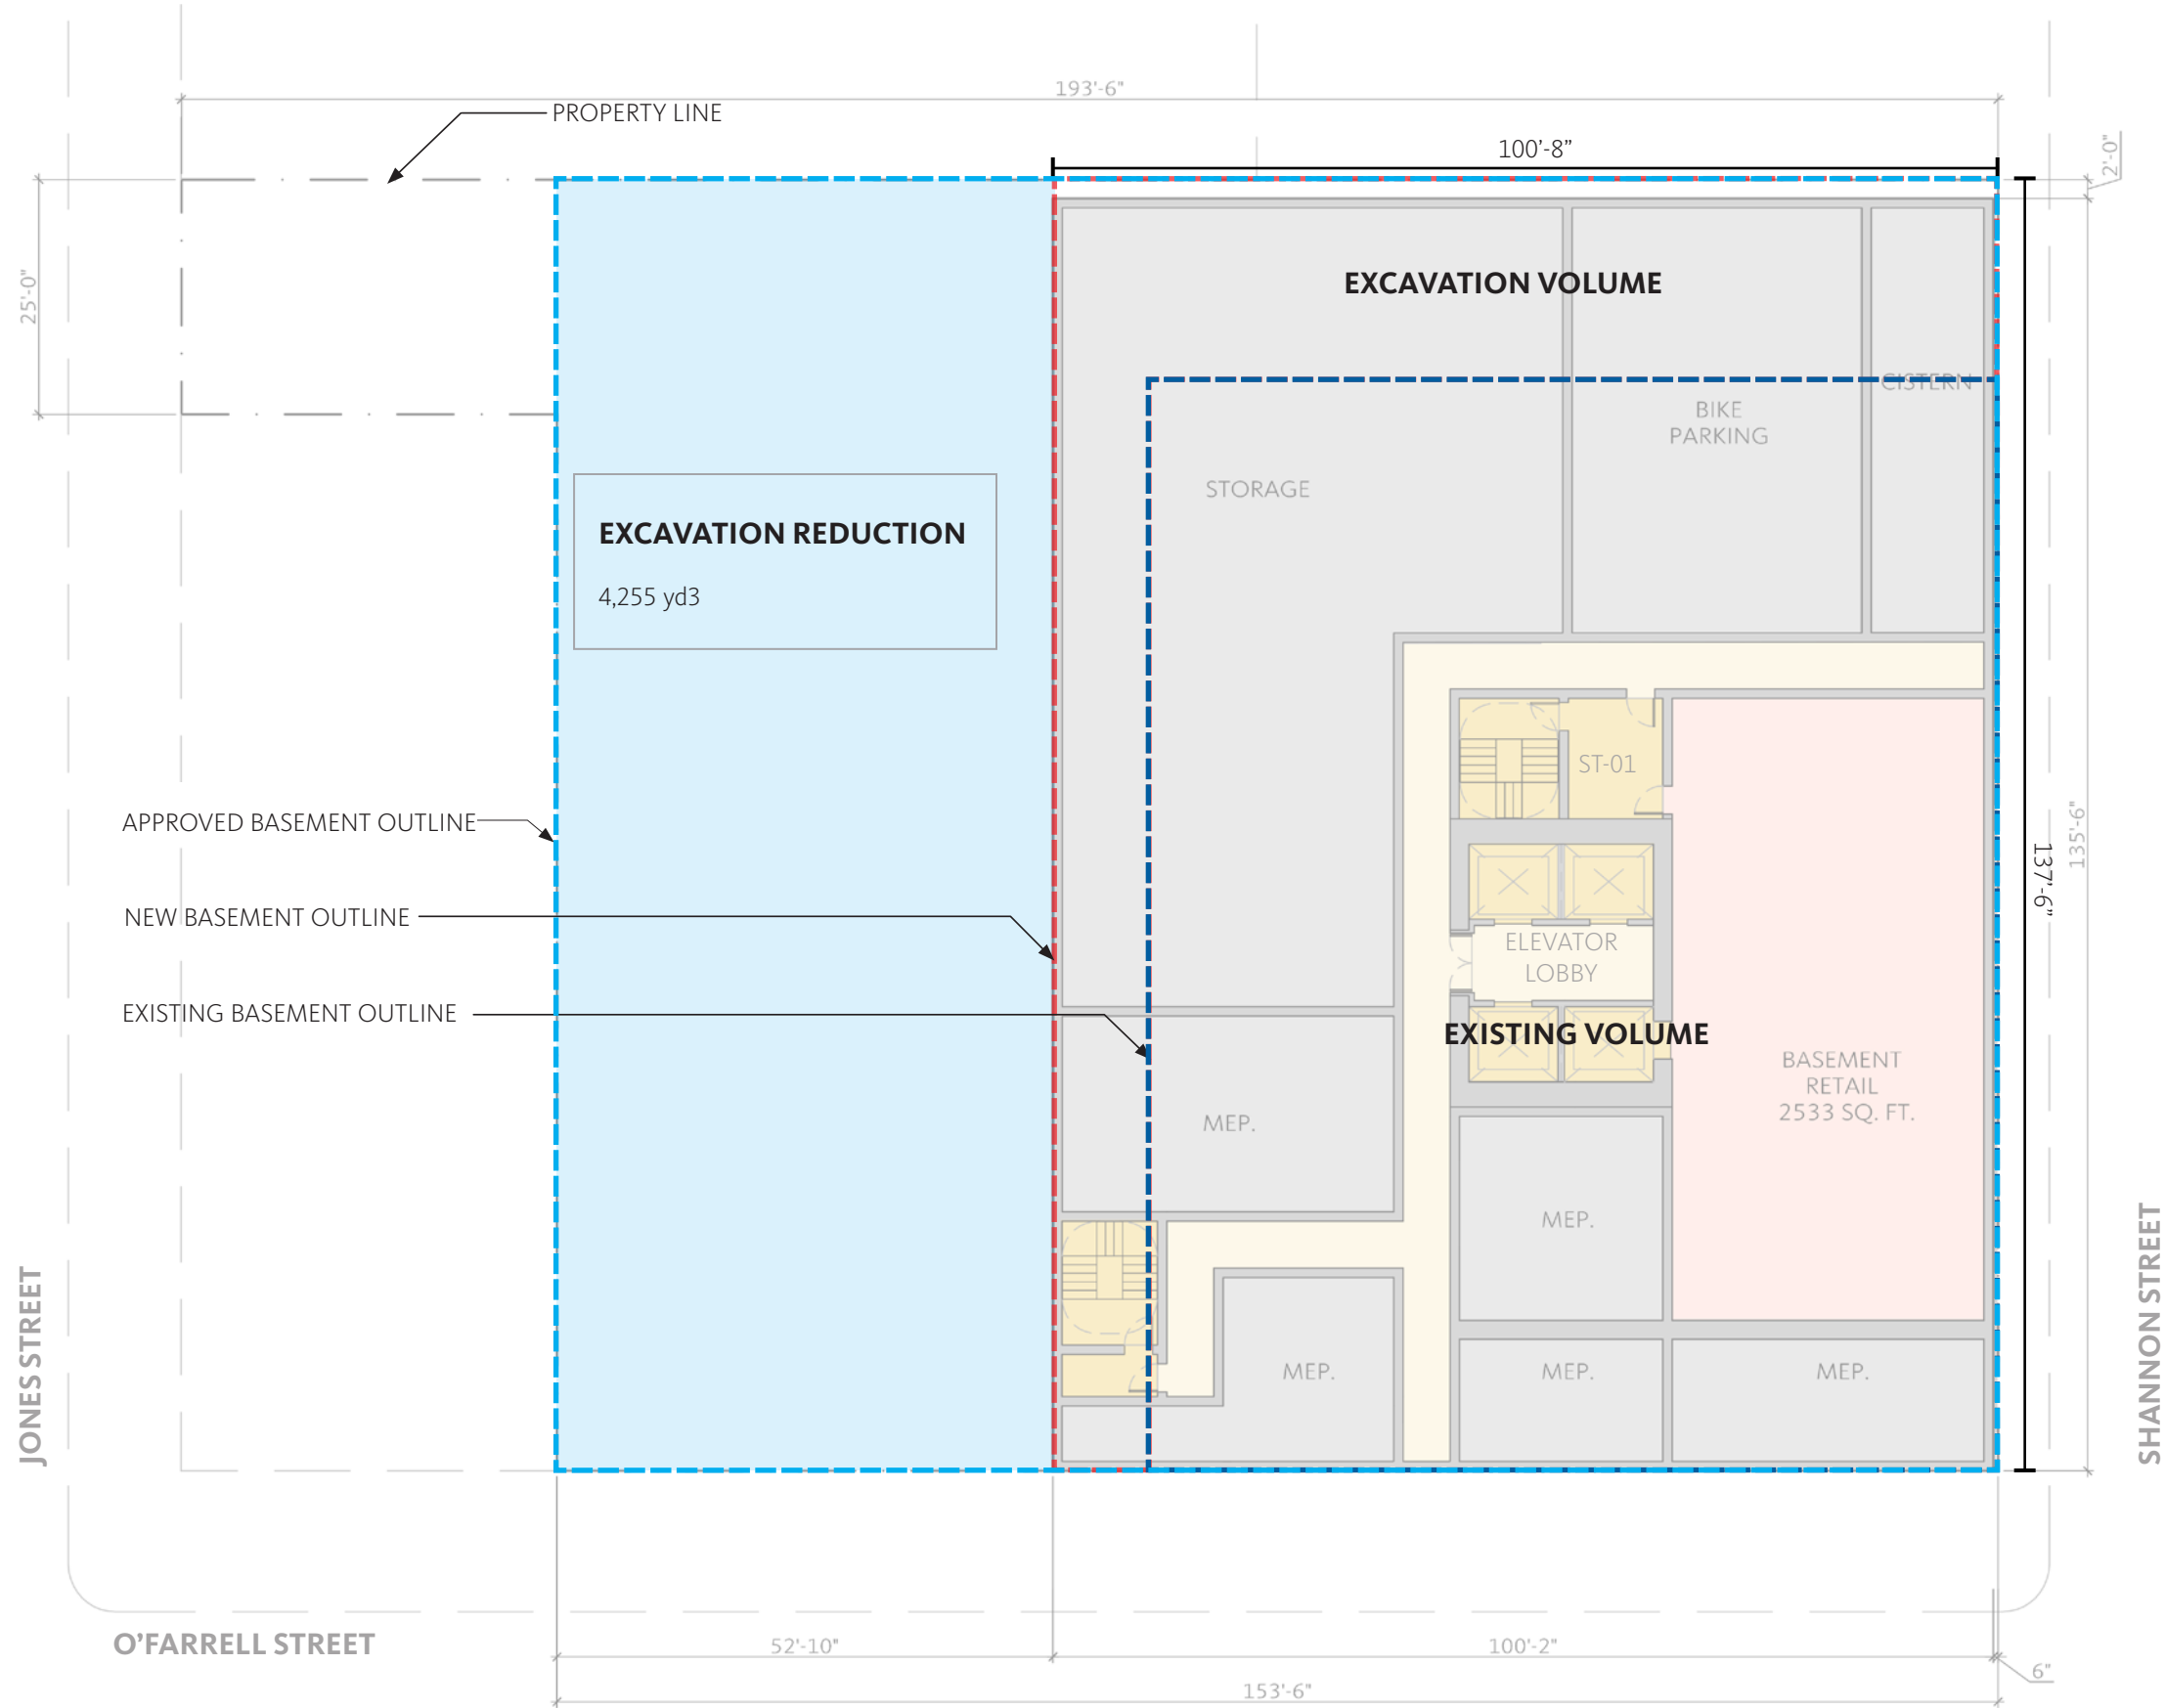 193'-6"
PROPERTY LINE
100'-8”
2'-0"
25'-0"
EXCAVATION VOLUME
CISTERN
BIKE
PARKING
STORAGE
EXCAVATION REDUCTION
4,255 yd3
ST-01
APPROVED BASEMENT OUTLINE
135'-6"
137'-6”
NEW BASEMENT OUTLINE
ELEVATOR
LOBBY
EXISTING BASEMENT OUTLINE
EXISTING VOLUME
BASEMENT
RETAIL
2533 SQ. FT.
MEP.
MEP.
MEP.
MEP.
MEP.
JONES STREET
SHANNON STREET
O’FARRELL STREET
52'-10"
100'-2"
6"
153'-6"